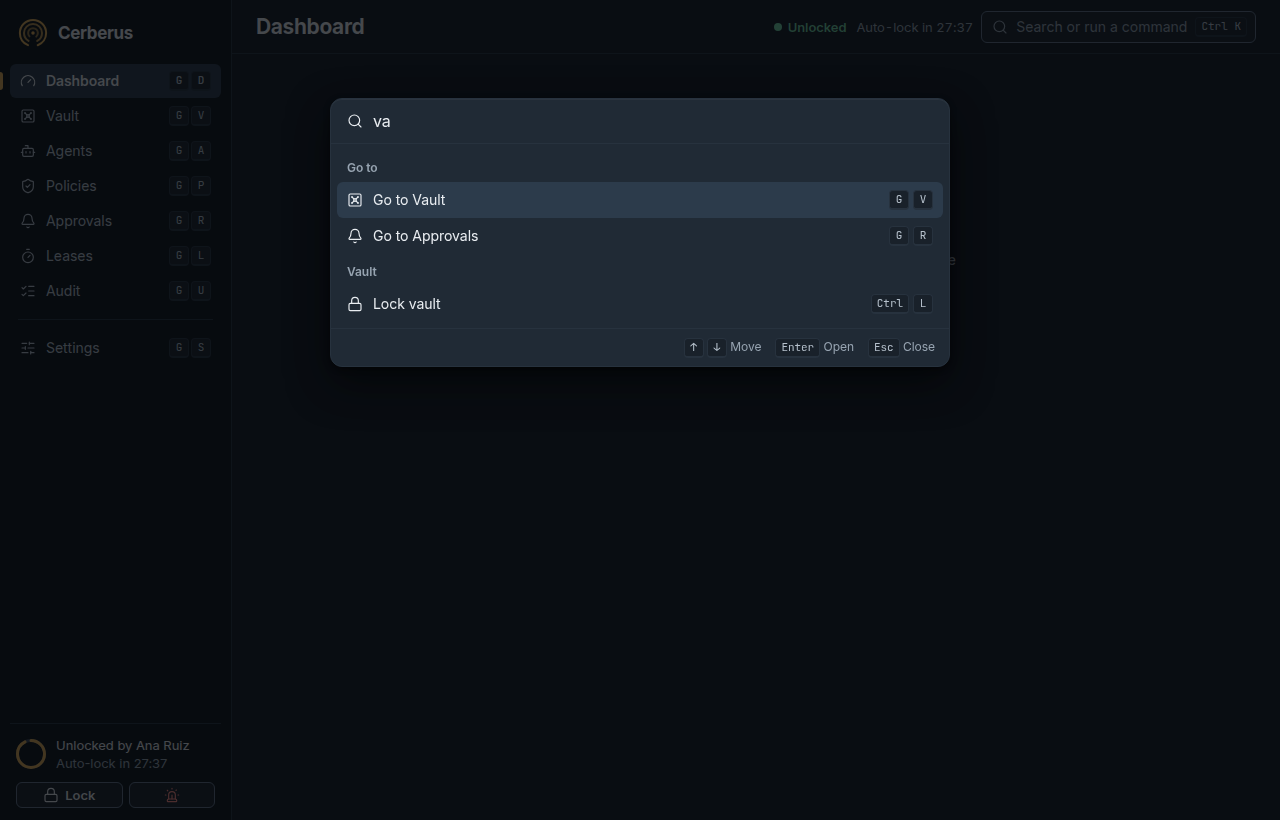 Cerberus
Dashboard G D
Vault G V
Agents G A
Policies G P
Approvals G R
Leases G L
Audit G U
Settings G S
Unlocked by Ana Ruiz
Auto-lock in 27:37
Lock
Dashboard
Unlocked Auto-lock in 27:37 Search or run a command Ctrl K
va
Go to
Go to Vault G V
Go to Approvals G R
Vault
Lock vault Ctrl L
↑ ↓ Move Enter Open Esc Close